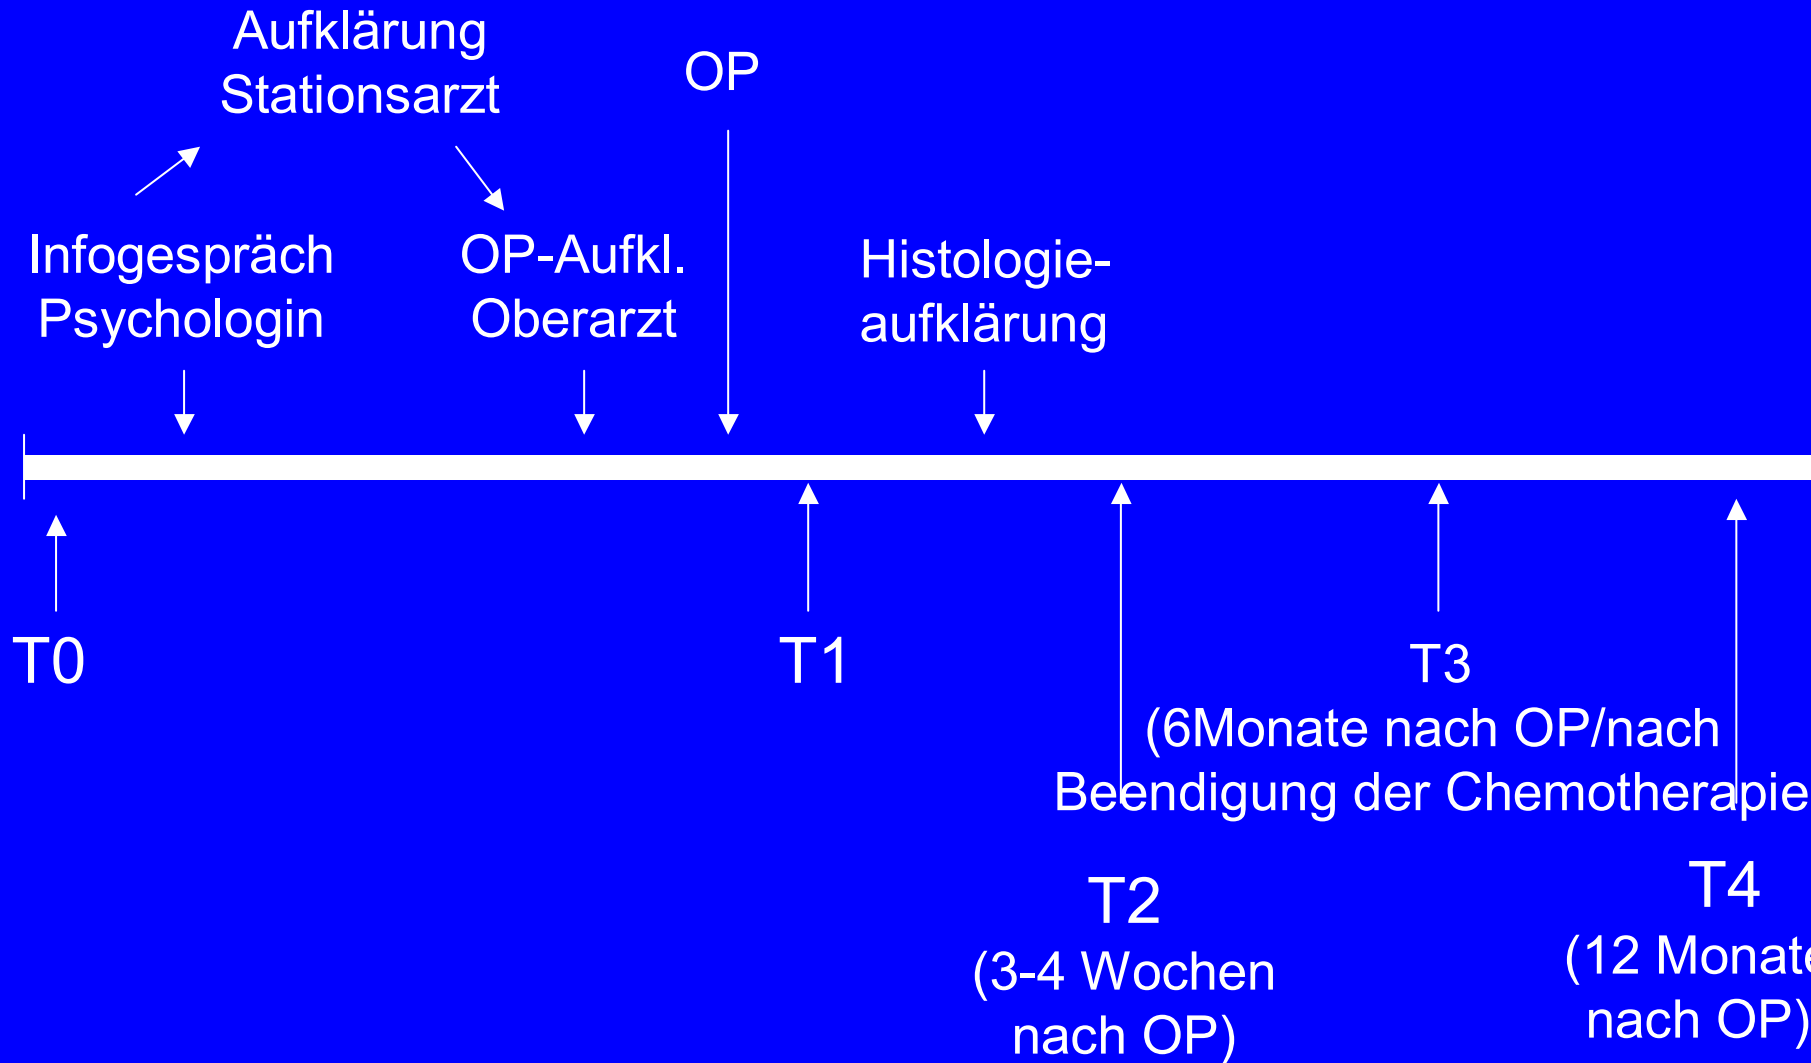 Aufklärung
Stationsarzt
OP
Infogespräch
Psychologin
OP-Aufkl.
Oberarzt
Histologie-
aufklärung
T0
T1
T3
(6Monate nach OP/nach
Beendigung der Chemotherapie
T2
(3-4 Wochen
nach OP)
T4
(12 Monate
nach OP)